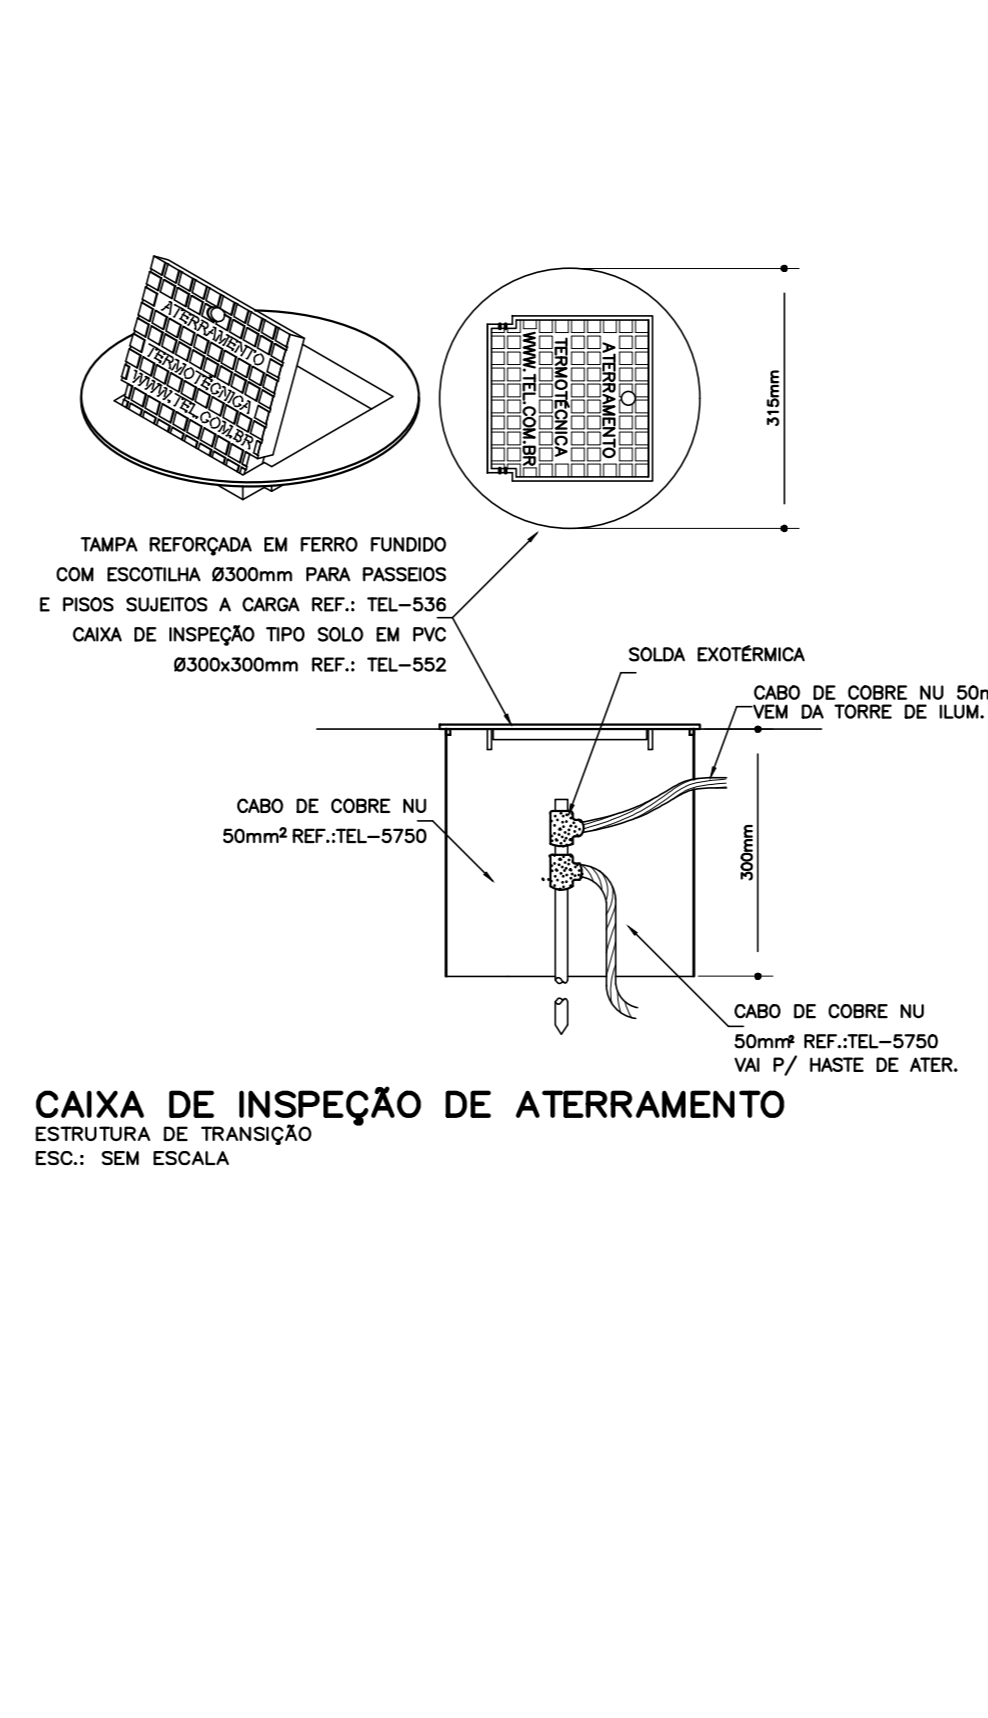 ATERRAMENTO
TERMOTÉCNICA
WWW.TEL.COM.BR
ATERRAMENTO
TERMOTÉCNICA
WWW.TEL.COM.BR
315mm
TAMPA REFORÇADA EM FERRO FUNDIDO
COM ESCOTILHA Ø300mm PARA PASSEIOS
E PISOS SUJEITOS A CARGA REF.: TEL-536
CAIXA DE INSPEÇÃO TIPO SOLO EM PVC
Ø300x300mm REF.: TEL-552
SOLDA EXOTÉRMICA
CABO DE COBRE NU
VEM DA TORRE DE ILUM.
CABO DE COBRE NU
50mm² REF.:TEL-5750
300mm
CABO DE COBRE NU
50mm² REF.:TEL-5750
VAI P/ HASTE DE ATER.
CAIXA DE INSPEÇÃO DE ATERRAMENTO
ESTRUTURA DE TRANSIÇÃO
ESC.: SEM ESCALA